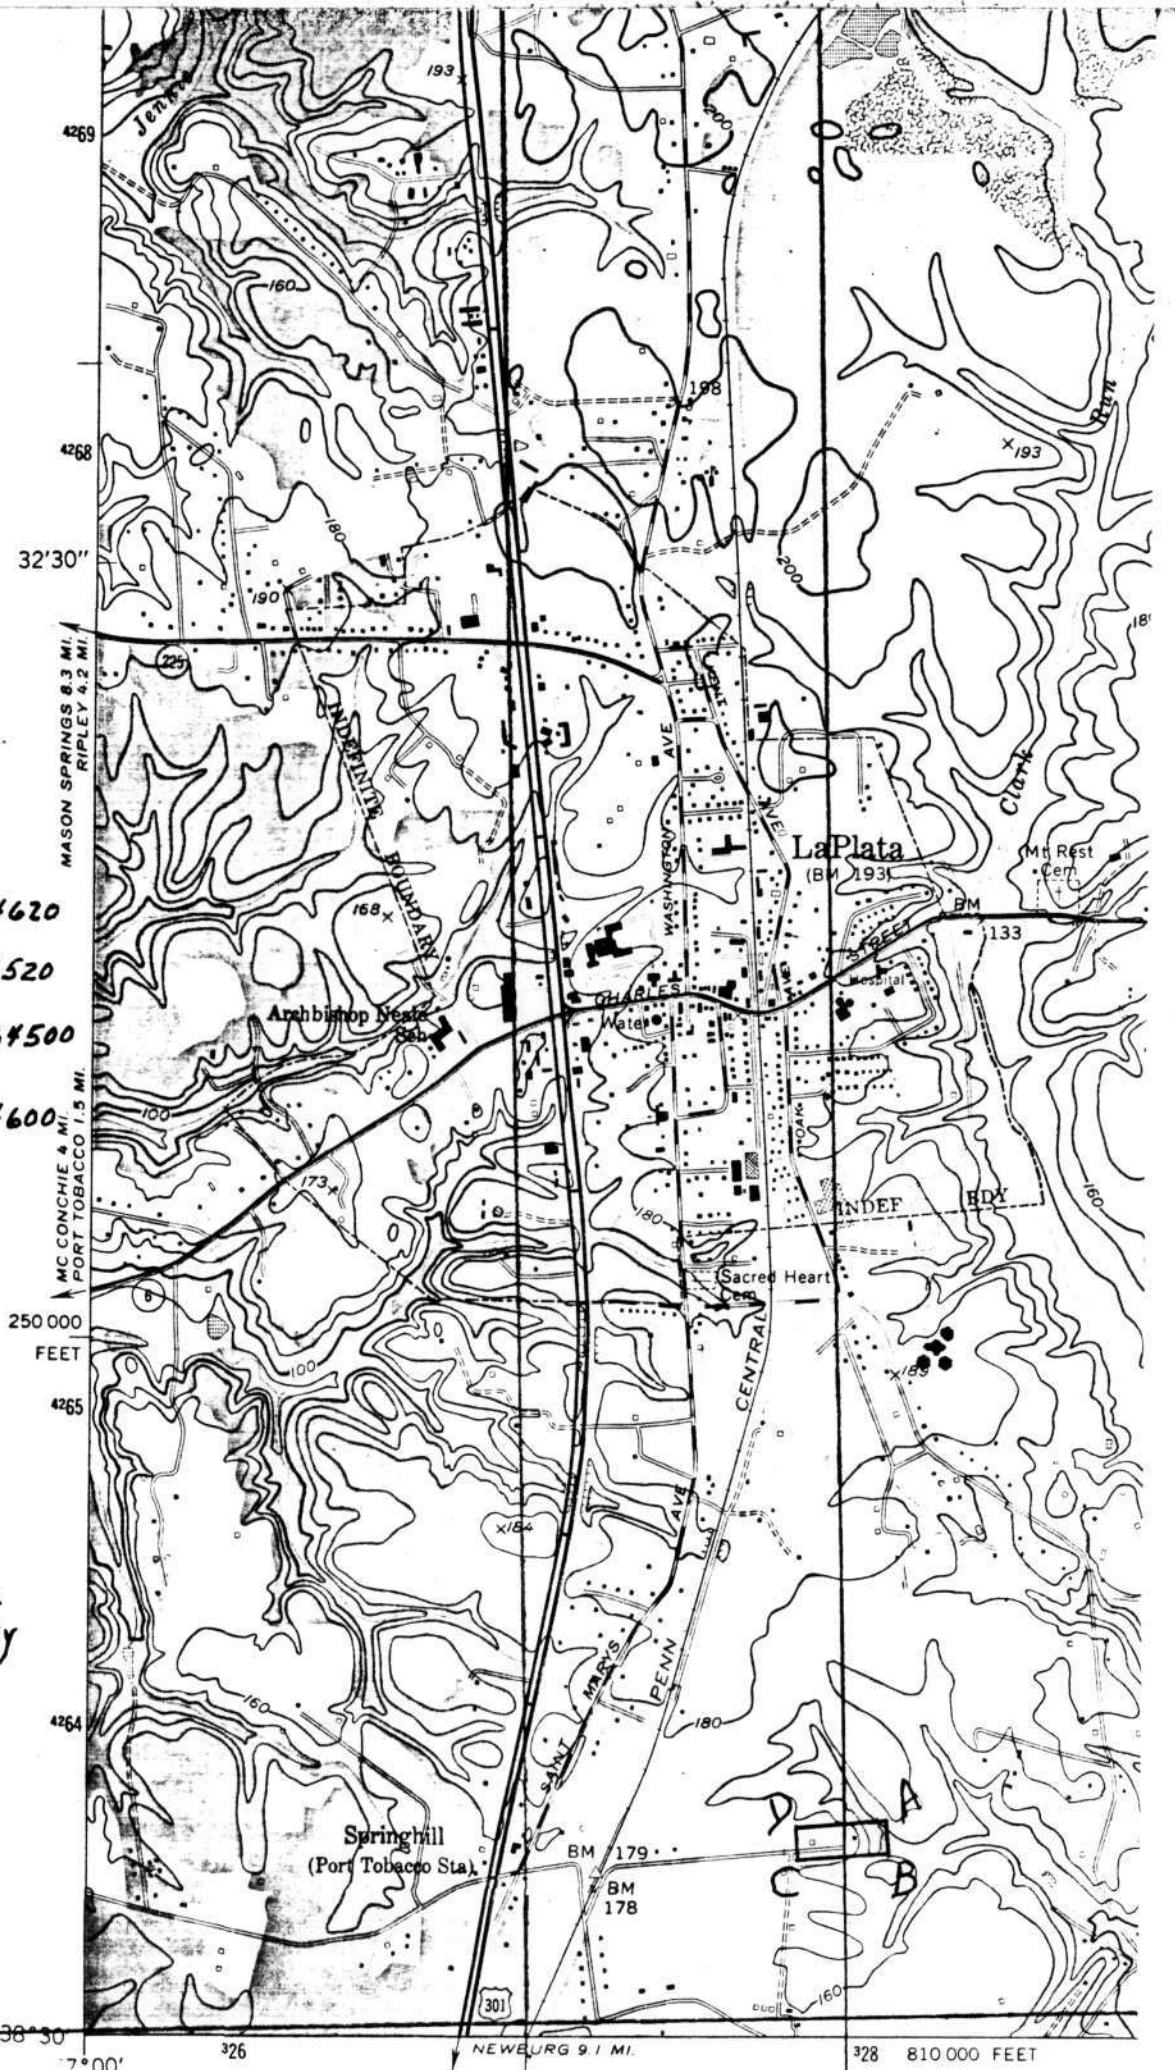 193
Jenni
4269
200
160
198
4268
Run
193
180
32'30"
200
190
18
225
MASON SPRINGS 8.3 MI.
RIPLEY 4.2 MI.
INDEFINITE BOUNDARY
AVE
WASHINGTON
AVE
Clark
LaPlata
(BM 193)
Mt Rest
Cem
620
168
BM
133
STREET
520
Hospital
CHARLES
Archbishop Neale
Sch
Water
500
600
100
OAK
MC CONCHIE 4 MI.
PORT TOBACCO 1.5 MI.
173
INDEF BDY
160
180
Sacred Heart
Cem
6
250 000
FEET
100
CENTRAL
189
4265
AVE
184
y
MARYS
PENN
160
180
4264
SAINT
D A
Springhill
(Port Tobacco Sta)
BM 179
C B
BM
178
160
301
38°30'
7°00'
326
NEWBURG 9.1 MI.
328
810 000 FEET